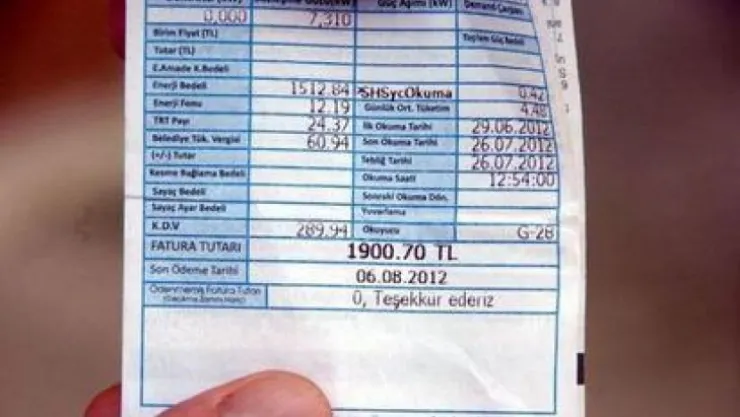 Güç Aşımı (kW)
0,000 7,310
Birim Fiyat (TL)
Tutar (TL)
E.Amade K.Bedeli
Enerji Bedeli 1512.84 *SHSycOkuma 0.42
Enerji Fonu 12.19 Günlük Ort. Tüketim 4.48
TRT Payı 24.37 İlk Okuma Tarihi 29.06.2012
Belediye Tük. Vergisi 60.94 Son Okuma Tarihi 26.07.2012
(+/-) Tutar Tebliğ Tarihi 26.07.2012
Kesme Bağlama Bedeli Okuma Saati 12:54:00
Sayaç Bedeli Sonraki Okuma Dön.
Sayaç Ayar Bedeli Yuvarlama
K.D.V 289.94 Okuyucu G-28
FATURA TUTARI 1900.70 TL
Son Ödeme Tarihi 06.08.2012
Ödenmemiş Fatura Tutarı 0, Teşekkur ederiz
(Gecikme Zammı Hariç)